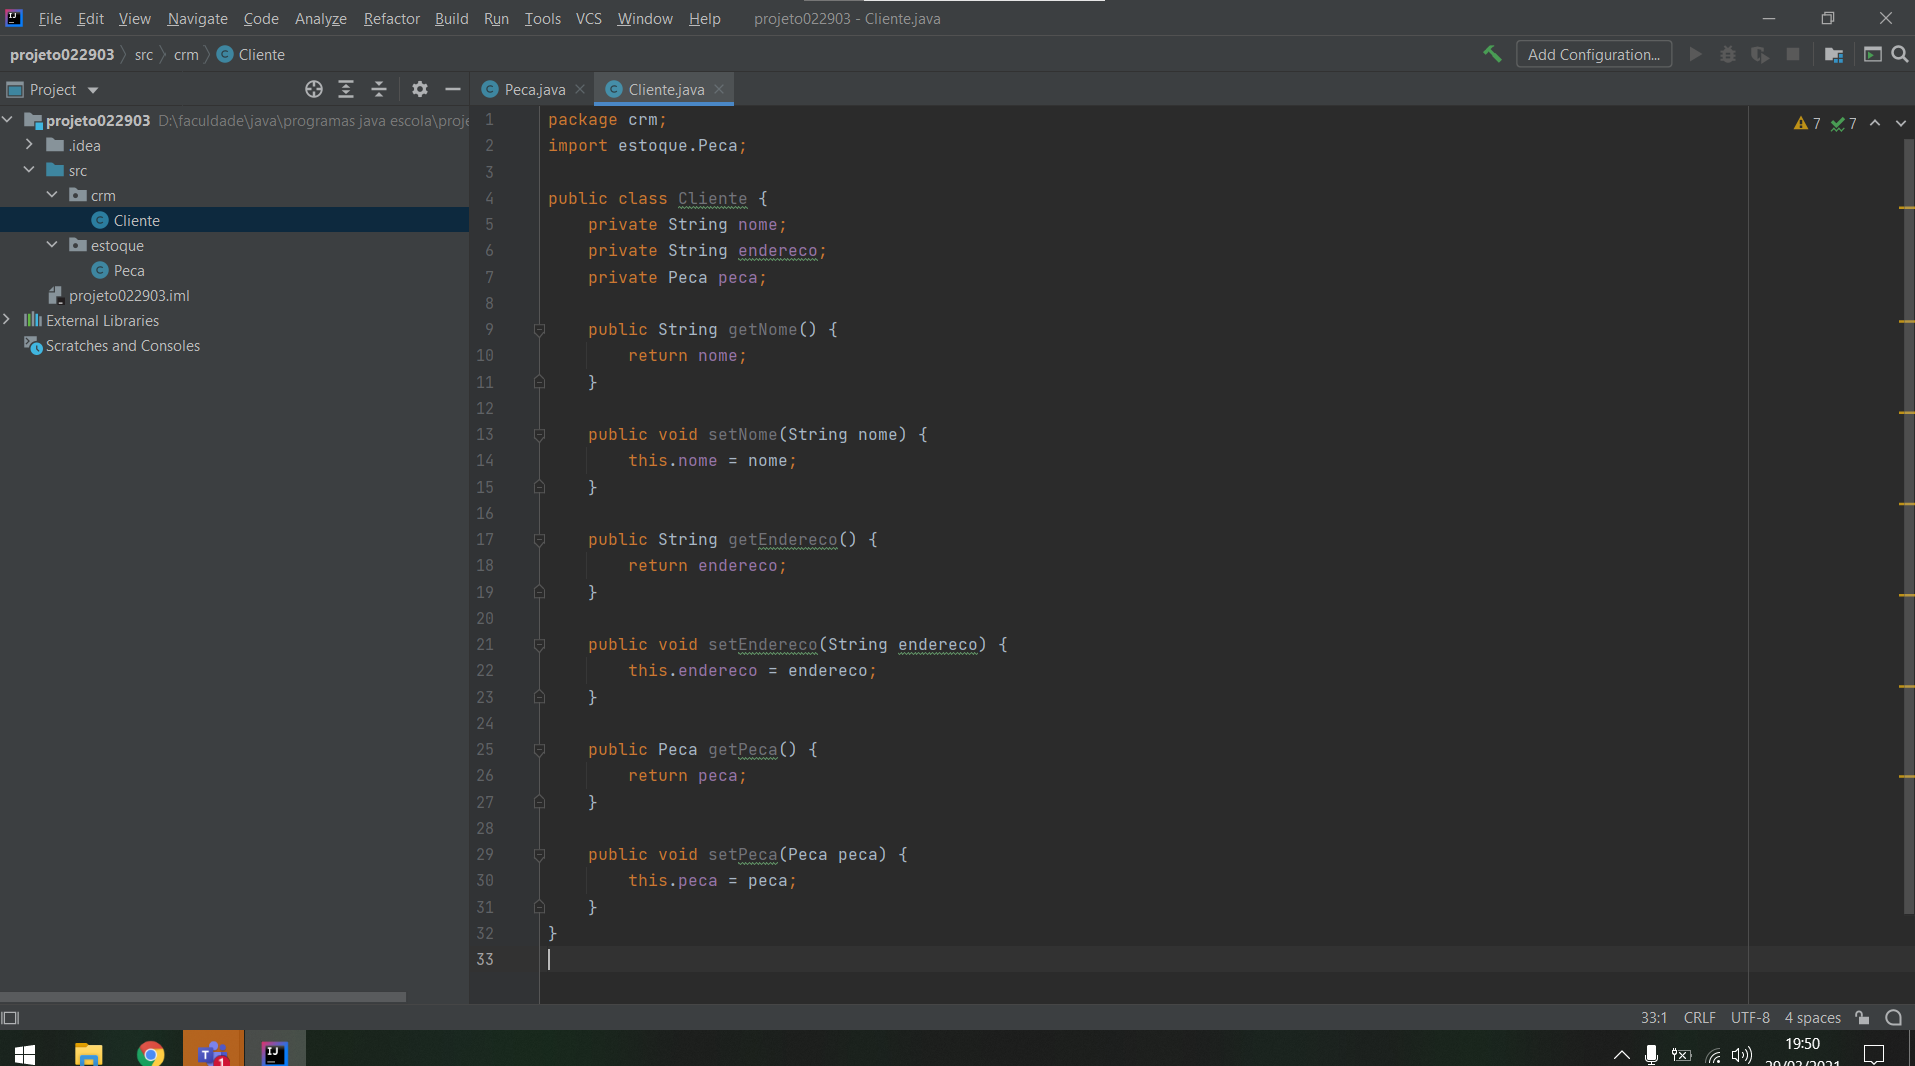 File Edit View Navigate Code Analyze Refactor Build Run Tools VCS Window Help projeto022903 - Cliente.java
projeto022903 src crm Cliente
Add Configuration...
Project
Peca.java
Cliente.java
projeto022903 D:\faculdade\java\programas java escola\proje
.idea
src
crm
Cliente
estoque
Peca
projeto022903.iml
External Libraries
Scratches and Consoles
7 7
1 package crm;
2 import estoque.Peca;
3
4 public class Cliente {
5 private String nome;
6 private String endereco;
7 private Peca peca;
8
9 public String getNome() {
10 return nome;
11 }
12
13 public void setNome(String nome) {
14 this.nome = nome;
15 }
16
17 public String getEndereco() {
18 return endereco;
19 }
20
21 public void setEndereco(String endereco) {
22 this.endereco = endereco;
23 }
24
25 public Peca getPeca() {
26 return peca;
27 }
28
29 public void setPeca(Peca peca) {
30 this.peca = peca;
31 }
32 }
33
33:1 CRLF UTF-8 4 spaces
T 1
IJ
19:50
29/03/2021